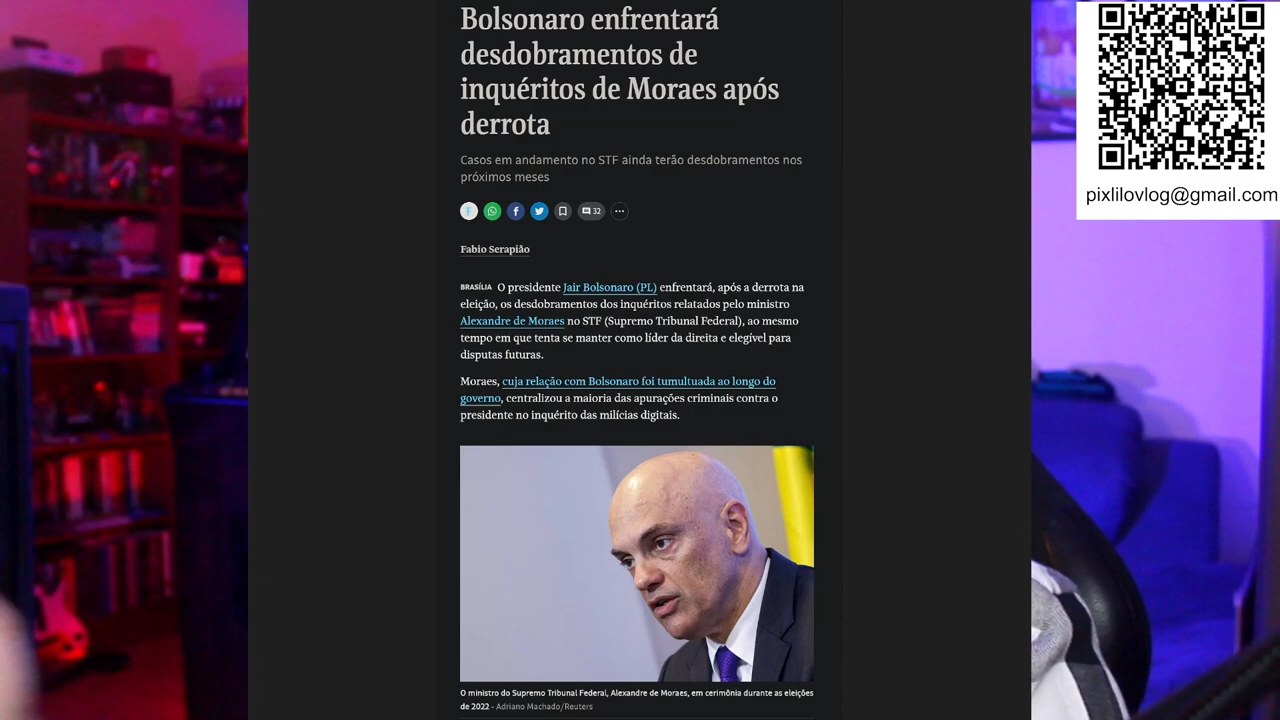 Bolsonaro enfrentará
desdobramentos de
inquéritos de Moraes após
derrota
Casos em andamento no STF ainda terão desdobramentos nos
próximos meses
32
Fabio Serapião
BRASÍLIA O presidente Jair Bolsonaro (PL) enfrentará, após a derrota na
eleição, os desdobramentos dos inquéritos relatados pelo ministro
Alexandre de Moraes no STF (Supremo Tribunal Federal), ao mesmo
tempo em que tenta se manter como líder da direita e elegível para
disputas futuras.
Moraes, cuja relação com Bolsonaro foi tumultuada ao longo do
governo, centralizou a maioria das apurações criminais contra o
presidente no inquérito das milícias digitais.
O ministro do Supremo Tribunal Federal, Alexandre de Moraes, em cerimônia durante as eleições
de 2022 - Adriano Machado/Reuters
pixlilovlog@gmail.com